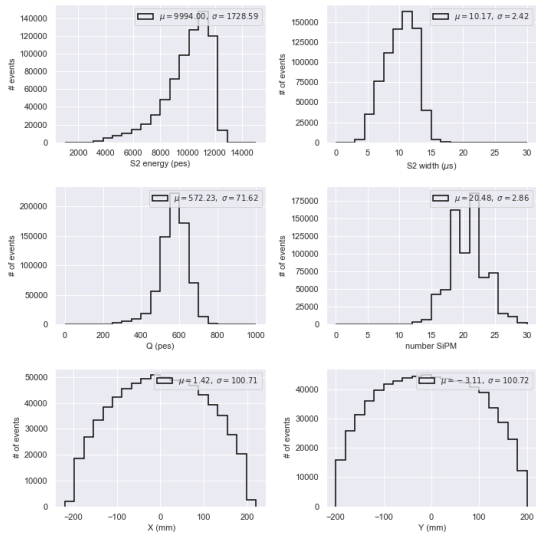 μ = 9994.00, σ = 1728.59
140000
120000
100000
80000
60000
40000
20000
0
2000 4000 6000 8000 10000 12000 14000
# of events
S2 energy (pes)
μ = 10.17, σ = 2.42
150000
125000
100000
75000
50000
25000
0
0 5 10 15 20 25 30
# of events
S2 width (μs)
μ = 572.23, σ = 71.62
200000
150000
100000
50000
0
0 200 400 600 800 1000
# of events
Q (pes)
μ = 20.48, σ = 2.86
175000
150000
125000
100000
75000
50000
25000
0
0 5 10 15 20 25 30
# of events
number SiPM
μ = 1.42, σ = 100.71
50000
40000
30000
20000
10000
0
−200 −100 0 100 200
# of events
X (mm)
μ = −3.11, σ = 100.72
40000
30000
20000
10000
0
−200 −100 0 100 200
# of events
Y (mm)